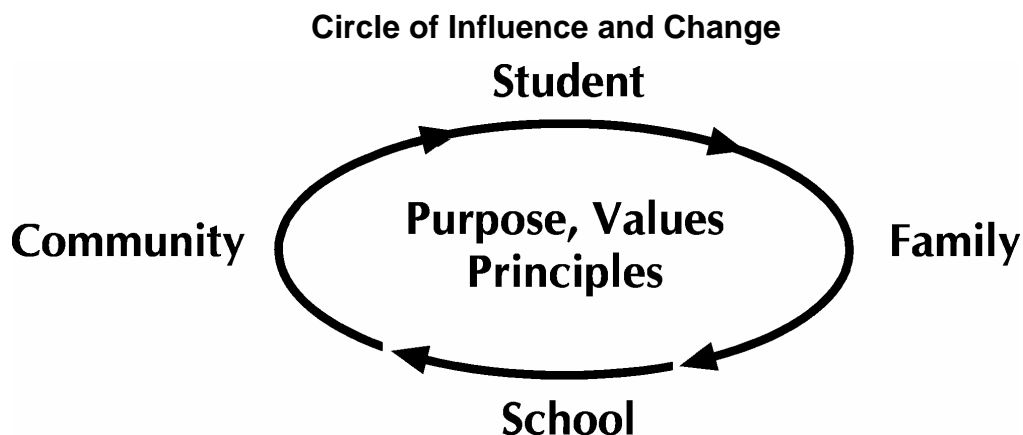 Circle of Influence and Change
Student
Community
Purpose, Values
Principles
Family
School